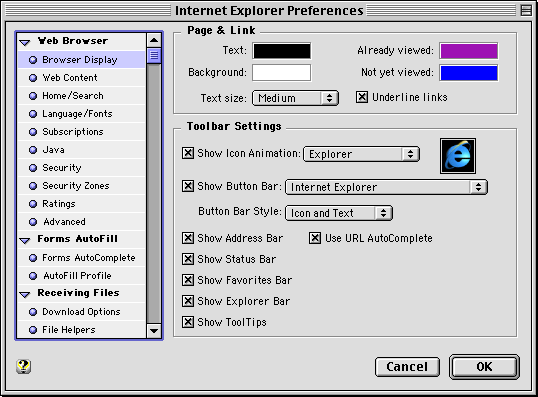 Internet Explorer Preferences
Web Browser
Browser Display
Web Content
Home/Search
Language/Fonts
Subscriptions
Java
Security
Security Zones
Ratings
Advanced
Forms AutoFill
Forms AutoComplete
AutoFill Profile
Receiving Files
Download Options
File Helpers
Page & Link
Text: Already viewed:
Background: Not yet viewed:
Text size: Medium Underline links
Toolbar Settings
Show Icon Animation: Explorer
Show Button Bar: Internet Explorer
Button Bar Style: Icon and Text
Show Address Bar Use URL AutoComplete
Show Status Bar
Show Favorites Bar
Show Explorer Bar
Show ToolTips
? Cancel OK